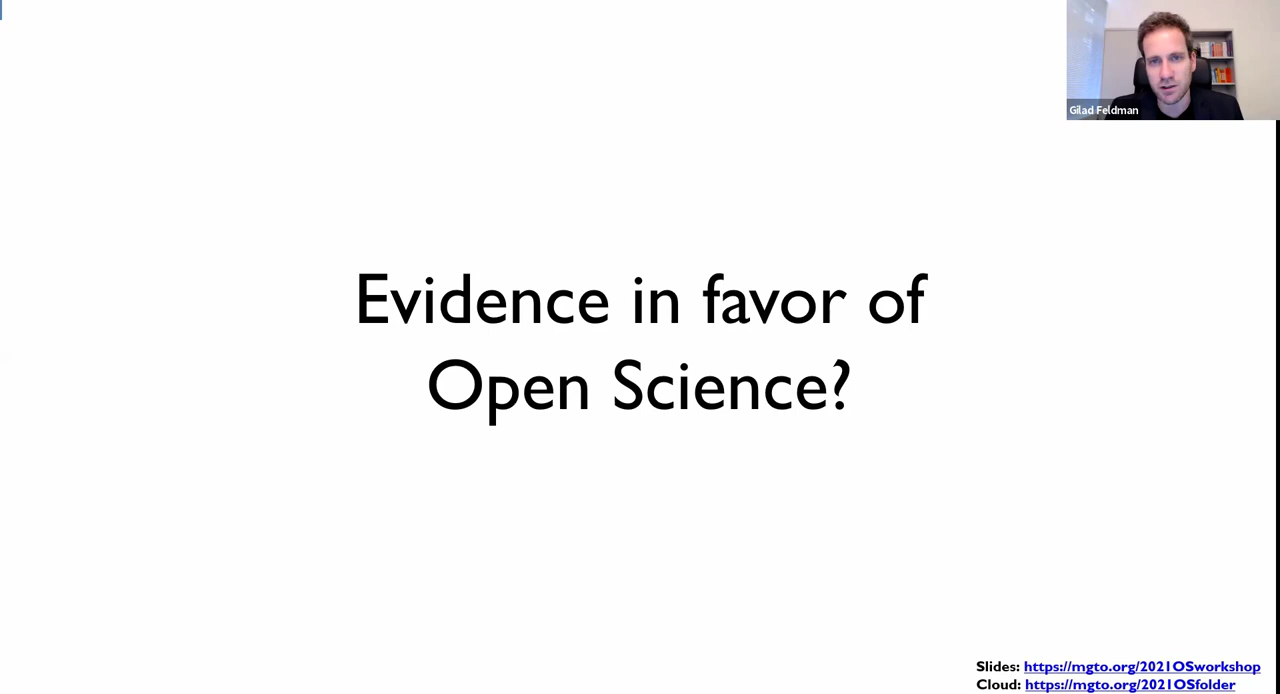 Gilad Feldman
Evidence in favor of
Open Science?
Slides: https://mgto.org/2021OSworkshop
Cloud: https://mgto.org/2021OSfolder